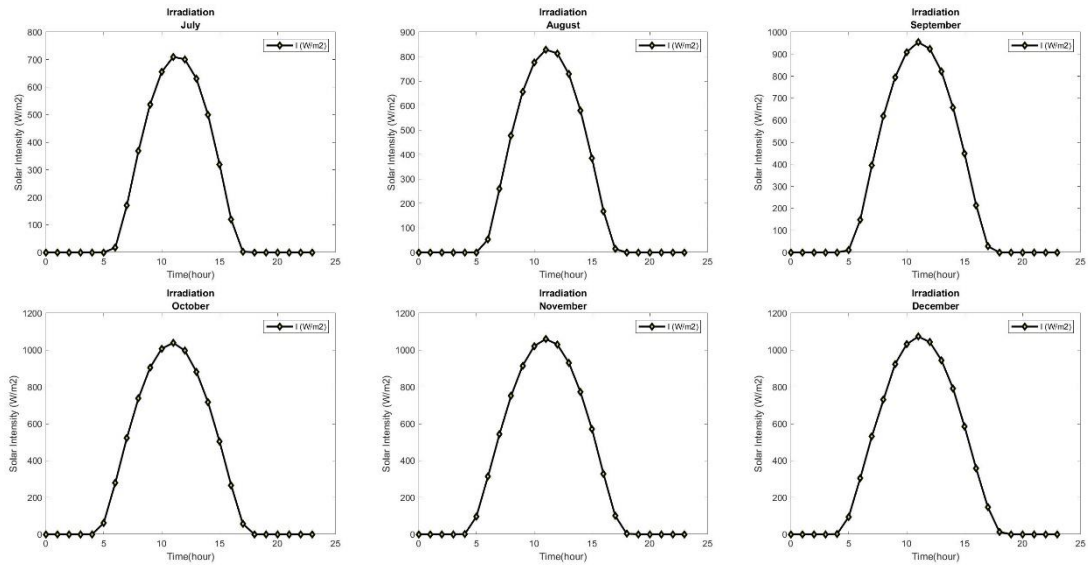 Irradiation
July
I (W/m2)
Solar Intensity (W/m2)
800
700
600
500
400
300
200
100
0
0 5 10 15 20 25
Time(hour)
Irradiation
August
I (W/m2)
Solar Intensity (W/m2)
900
800
700
600
500
400
300
200
100
0
0 5 10 15 20 25
Time(hour)
Irradiation
September
I (W/m2)
Solar Intensity (W/m2)
1000
900
800
700
600
500
400
300
200
100
0
0 5 10 15 20 25
Time(hour)
Irradiation
October
I (W/m2)
Solar Intensity (W/m2)
1200
1000
800
600
400
200
0
0 5 10 15 20 25
Time(hour)
Irradiation
November
I (W/m2)
Solar Intensity (W/m2)
1200
1000
800
600
400
200
0
0 5 10 15 20 25
Time(hour)
Irradiation
December
I (W/m2)
Solar Intensity (W/m2)
1200
1000
800
600
400
200
0
0 5 10 15 20 25
Time(hour)